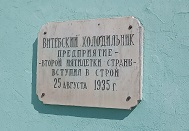 ВИТЕБСКИЙ ХОЛОДИЛЬНИК
ПРЕДПРИЯТИЕ-
-ВТОРОЙ ПЯТИЛЕТКИ СТРАНЫ-
ВСТУПИЛ В СТРОЙ
25 АВГУСТА 1935 Г.